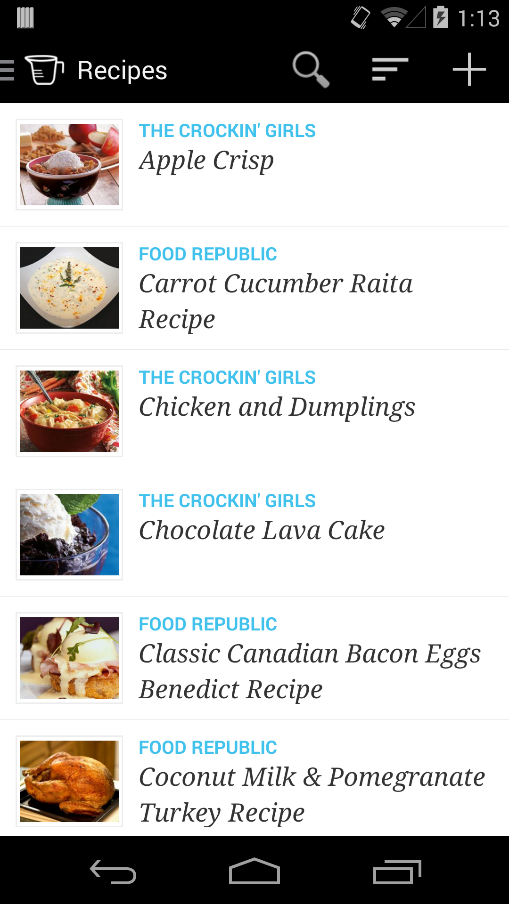 1:13
Recipes
THE CROCKIN' GIRLS
Apple Crisp
FOOD REPUBLIC
Carrot Cucumber Raita
Recipe
THE CROCKIN' GIRLS
Chicken and Dumplings
THE CROCKIN' GIRLS
Chocolate Lava Cake
FOOD REPUBLIC
Classic Canadian Bacon Eggs
Benedict Recipe
FOOD REPUBLIC
Coconut Milk & Pomegranate
Turkey Recipe